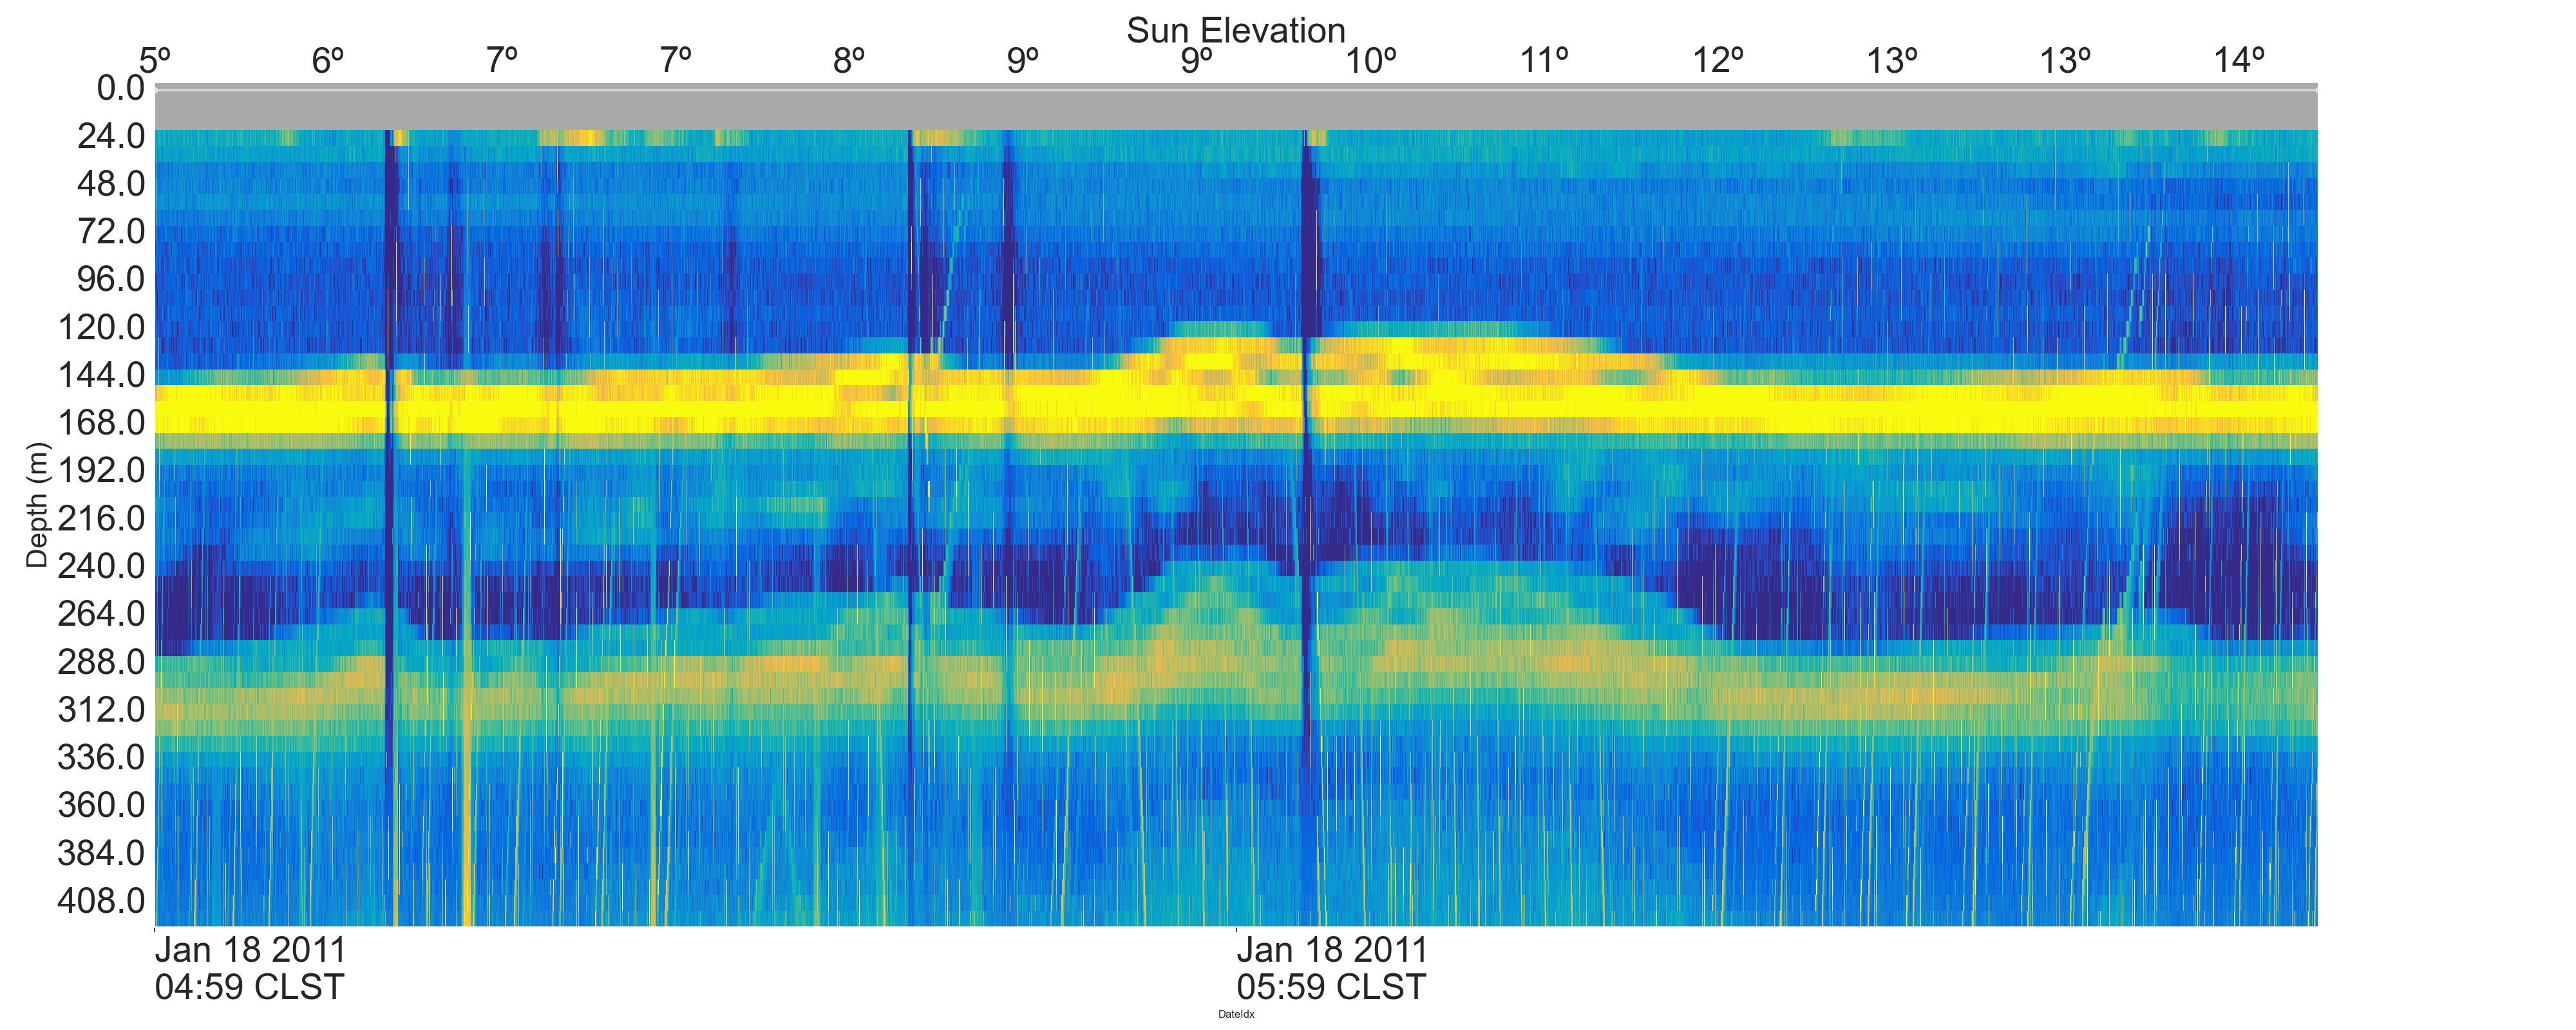 Sun Elevation
5º 6º 7º 7º 8º 9º 9º 10º 11º 12º 13º 13º 14º
0.0
24.0
48.0
72.0
96.0
120.0
144.0
168.0
192.0
216.0
240.0
264.0
288.0
312.0
336.0
360.0
384.0
408.0
Depth (m)
Jan 18 2011
04:59 CLST
Jan 18 2011
05:59 CLST
DateIdx